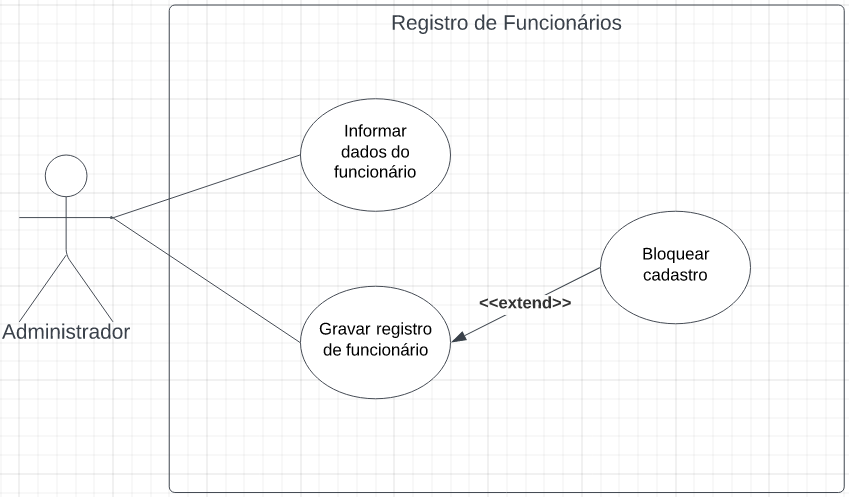 Registro de Funcionários
Informar
dados do
funcionário
Bloquear
cadastro
<<extend>>
Gravar registro
de funcionário
Administrador